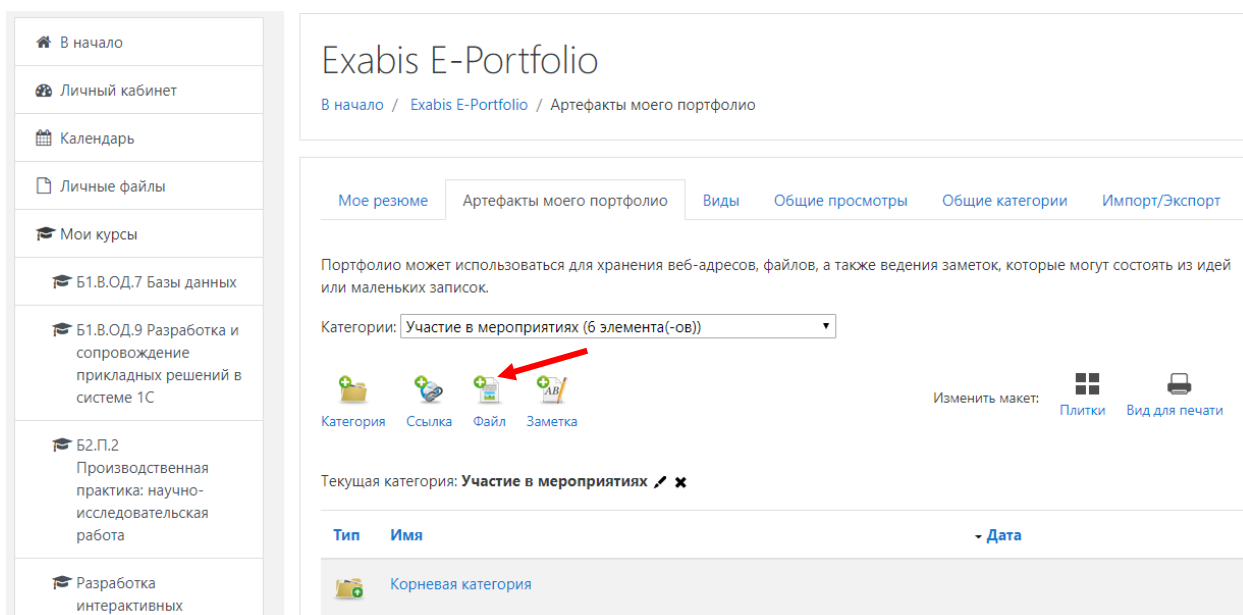 В начало
Личный кабинет
Календарь
Личные файлы
Мои курсы
Б1.В.ОД.7 Базы данных
Б1.В.ОД.9 Разработка и
сопровождение
прикладных решений в
системе 1С
Б2.П.2
Производственная
практика: научно-
исследовательская
работа
Разработка
интерактивных
Exabis E-Portfolio
В начало / Exabis E-Portfolio / Артефакты моего портфолио
Мое резюме Артефакты моего портфолио Виды Общие просмотры Общие категории Импорт/Экспорт
Портфолио может использоваться для хранения веб-адресов, файлов, а также ведения заметок, которые могут состоять из идей
или маленьких записок.
Категории: Участие в мероприятиях (6 элемента(-ов))
AB
Категория Ссылка Файл Заметка
Изменить макет: Плитки Вид для печати
Текущая категория: Участие в мероприятиях
Тип Имя Дата
Корневая категория